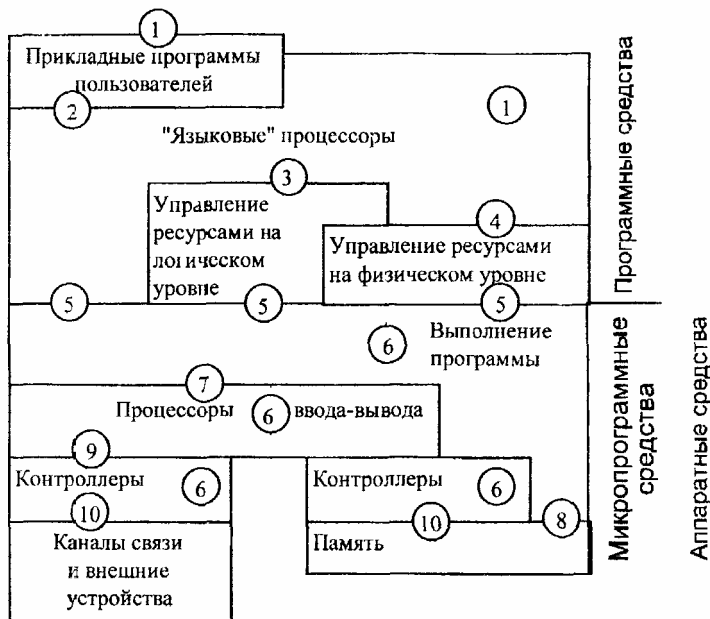 1
Прикладные программы
пользователей
2
1
"Языковые" процессоры
3
Управление
ресурсами на
логическом
уровне
4
Управление ресурсами
на физическом уровне
5
5
5
Программные средства
6
Выполнение
программы
7
Процессоры 6 ввода-вывода
9
Контроллеры 6
Контроллеры 6
10
10
8
Каналы связи
и внешние
устройства
Память
Микропрограммные
средства
Аппаратные средства